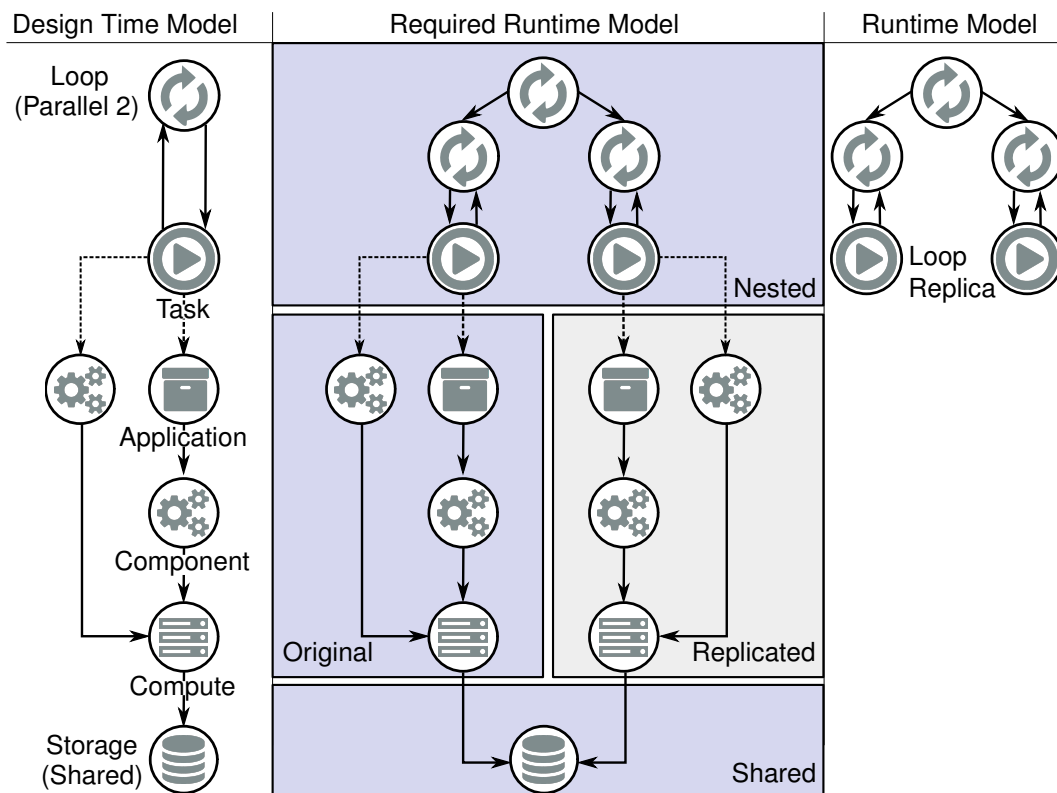 Design Time Model
Required Runtime Model
Runtime Model
Loop
(Parallel 2)
Task
Nested
Loop
Replica
Application
Component
Compute
Original
Replicated
Storage
(Shared)
Shared